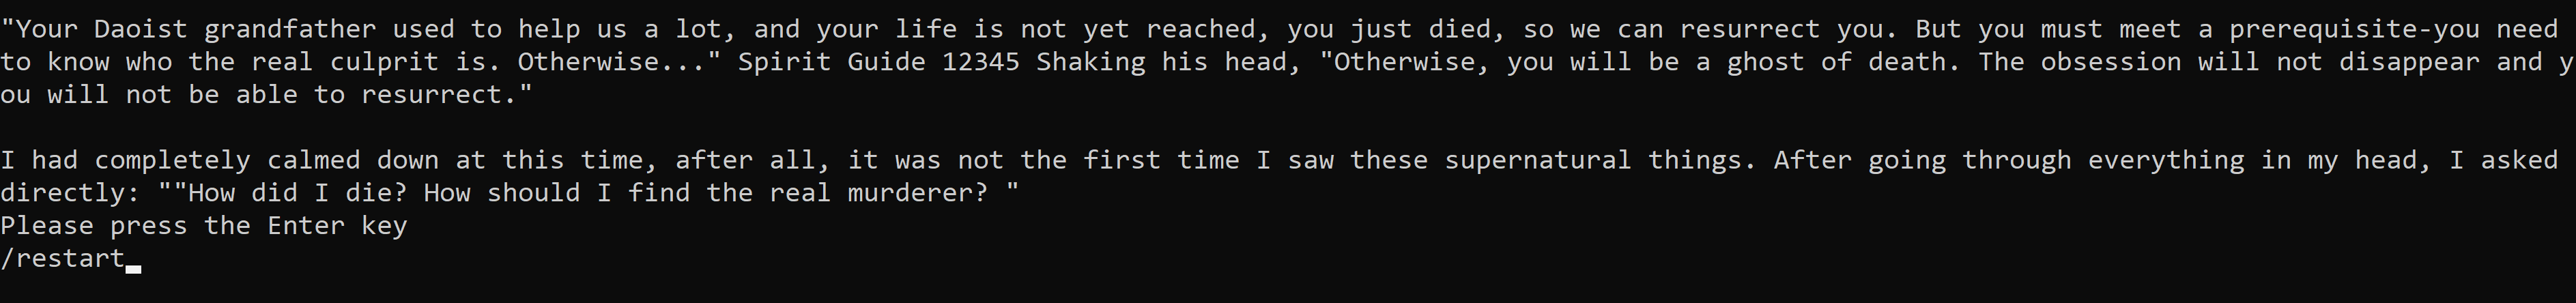 "Your Daoist grandfather used to help us a lot, and your life is not yet reached, you just died, so we can resurrect you. But you must meet a prerequisite-you need
to know who the real culprit is. Otherwise..." Spirit Guide 12345 Shaking his head, "Otherwise, you will be a ghost of death. The obsession will not disappear and y
ou will not be able to resurrect."
I had completely calmed down at this time, after all, it was not the first time I saw these supernatural things. After going through everything in my head, I asked
directly: ""How did I die? How should I find the real murderer? "
Please press the Enter key
/restart